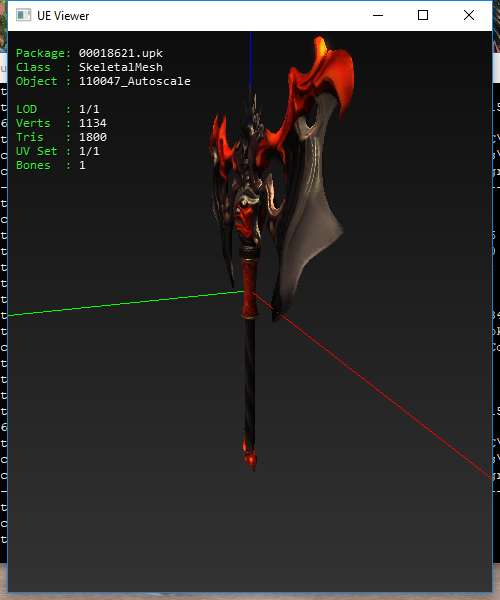 UE Viewer
Package: 00018621.upk
Class : SkeletalMesh
Object : 110047_Autoscale
LOD : 1/1
Verts : 1134
Tris : 1800
UV Set : 1/1
Bones : 1